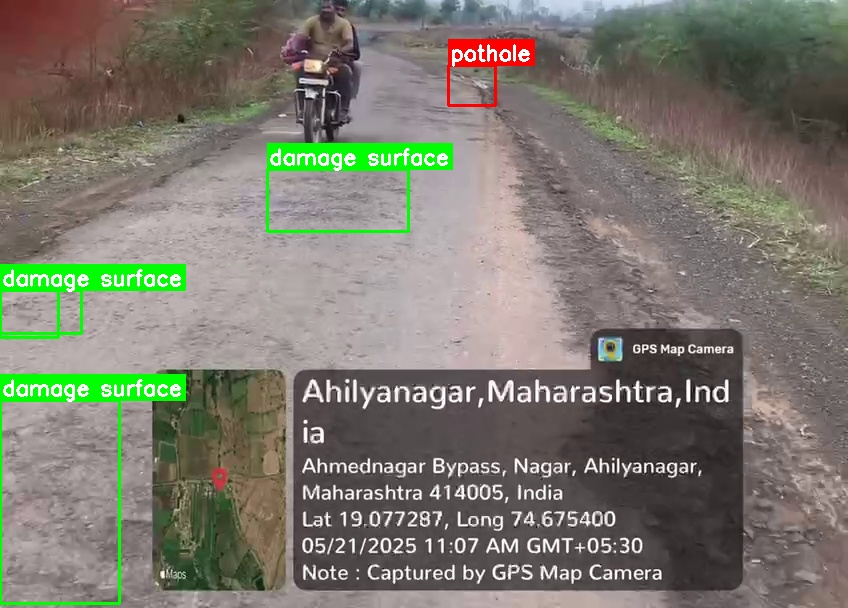 pothole
damage surface
damage surface
damage surface
GPS Map Camera
Ahilyanagar,Maharashtra,Ind
ia
Ahmednagar Bypass, Nagar, Ahilyanagar,
Maharashtra 414005, India
Lat 19.077287, Long 74.675400
05/21/2025 11:07 AM GMT+05:30
Note : Captured by GPS Map Camera
Maps